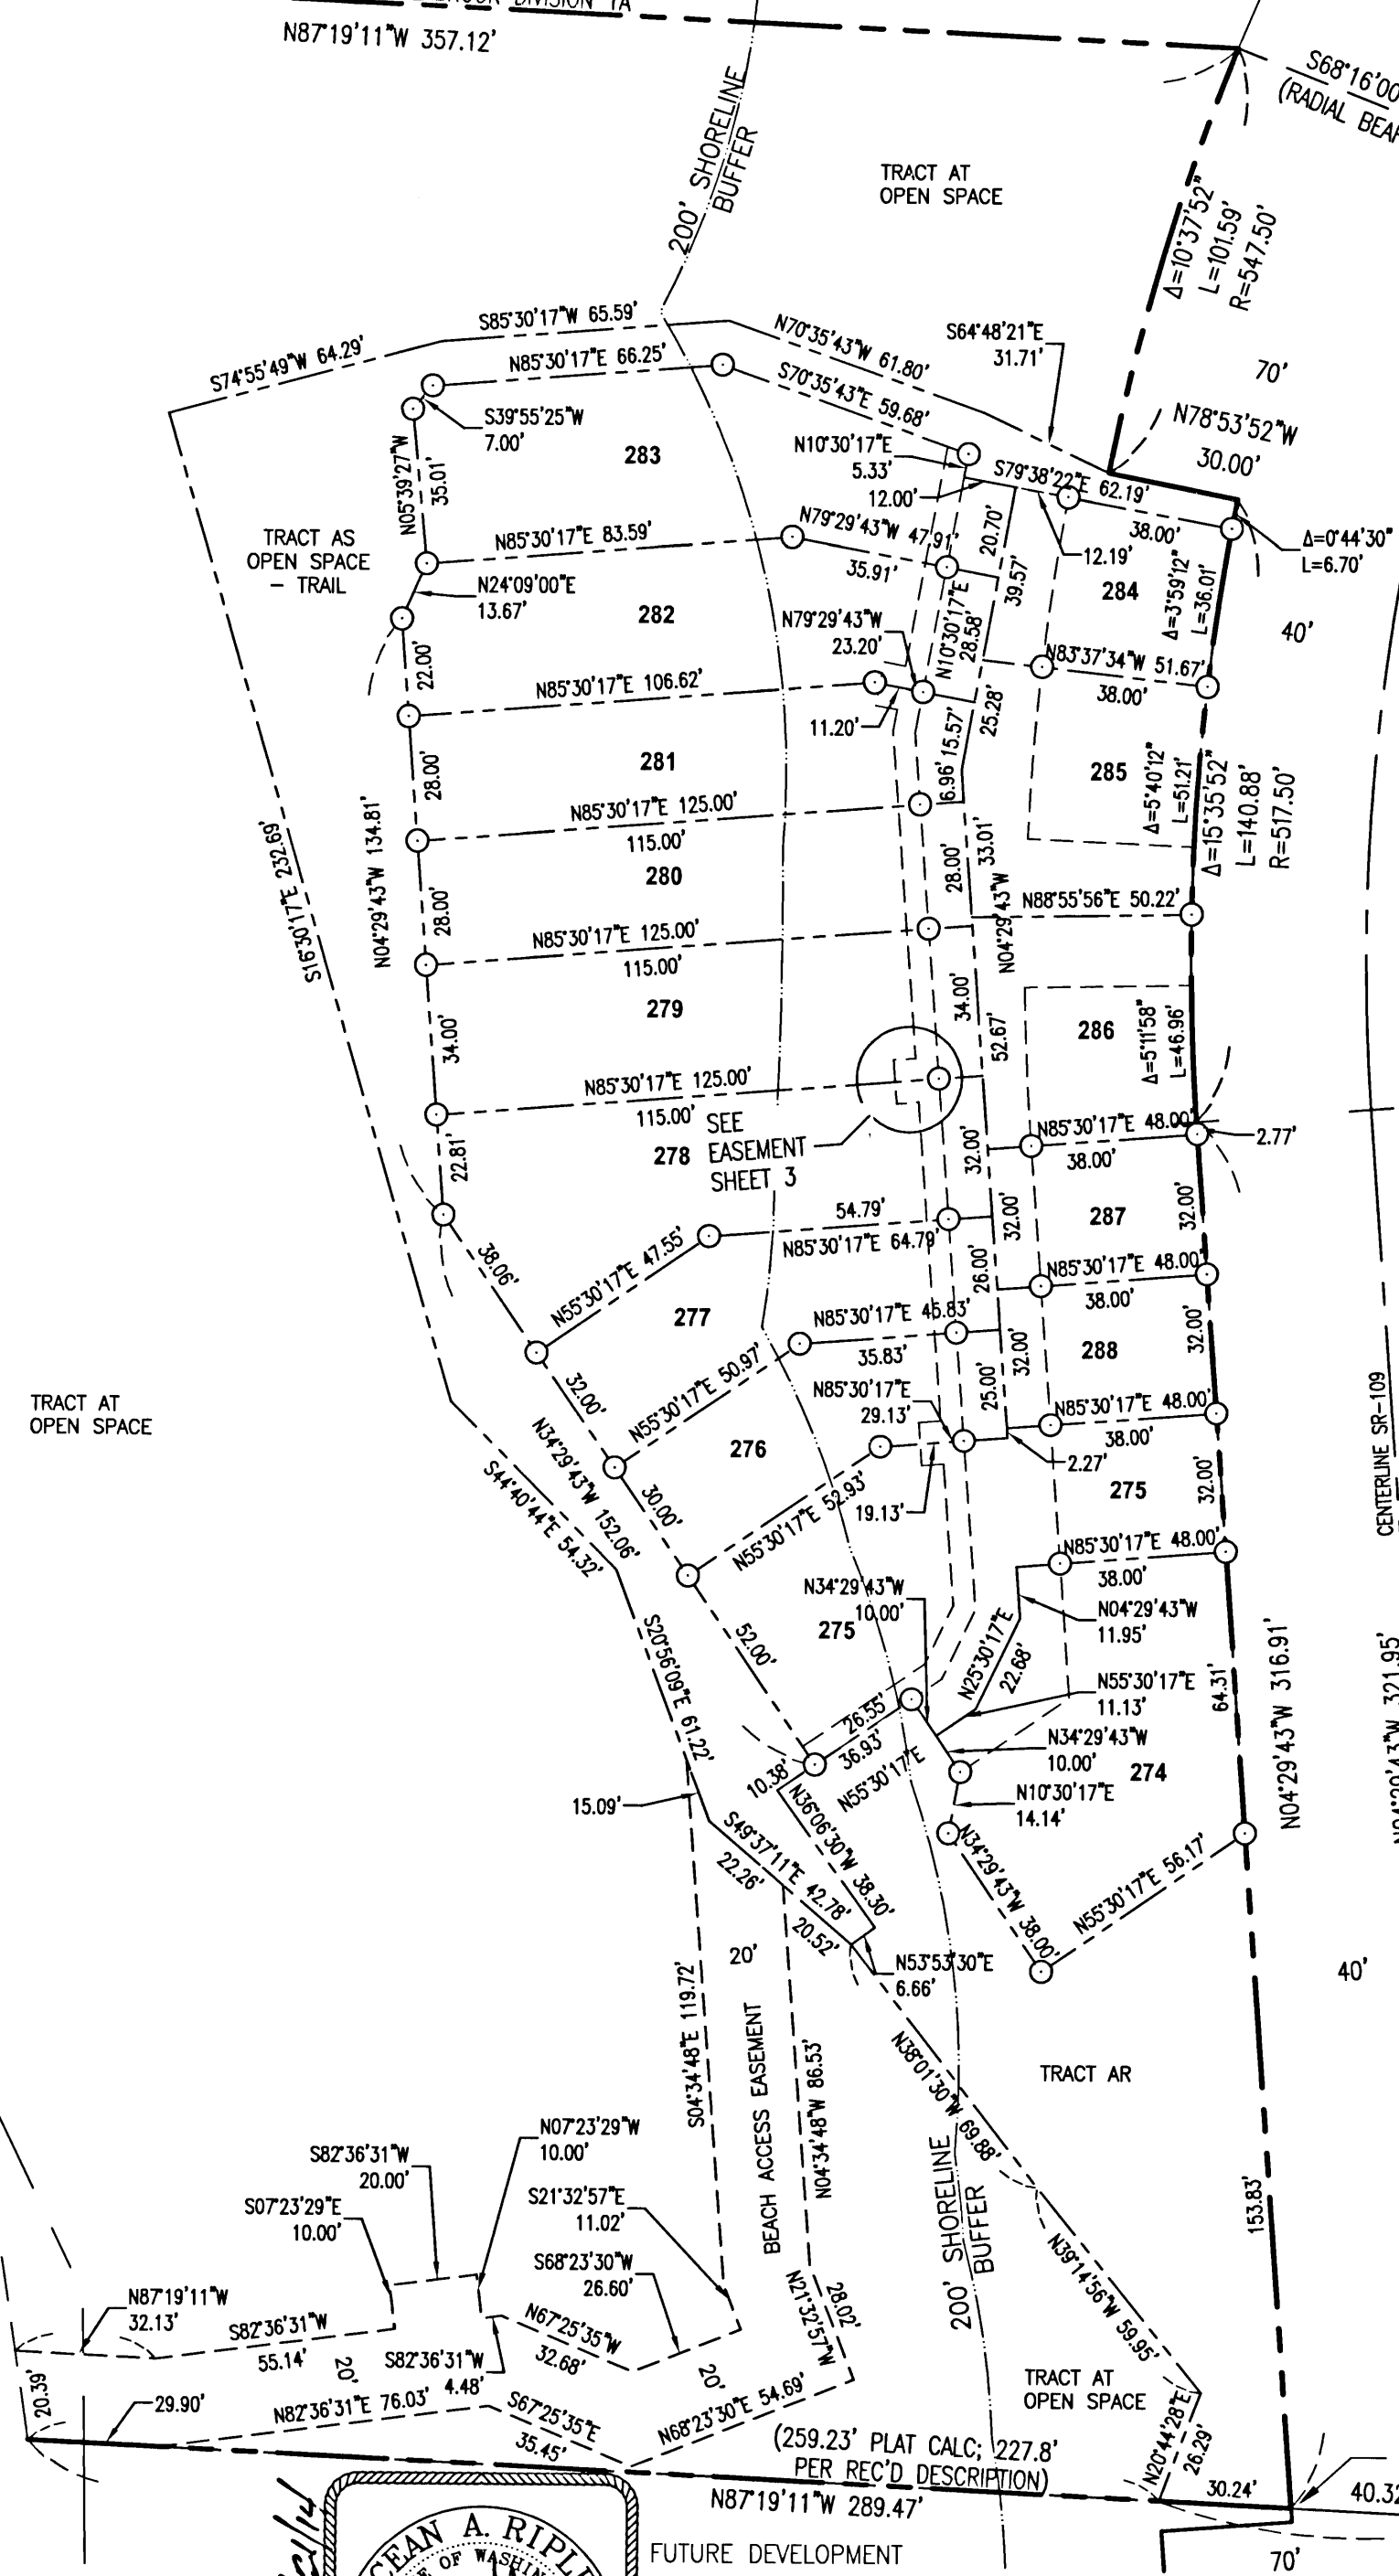 DIVISION 1A
N87°19'11"W 357.12'
S68°16'00
(RADIAL BEAR
200' SHORELINE
BUFFER
TRACT AT
OPEN SPACE
Δ=10°37'52"
L=101.59'
R=547.50'
70'
S85°30'17"W 65.59'
S74°55'49"W 64.29'
N85°30'17"E 66.25'
N70°35'43"W 61.80'
S70°35'43"E 59.68'
S64°48'21"E
31.71'
N78°53'52"W
30.00'
S39°55'25"W
7.00'
283
N05°39'27"W
35.01'
N10°30'17"E
5.33'
12.00'
S79°38'22"E 62.19'
38.00'
12.19'
Δ=0°44'30"
L=6.70'
TRACT AS
OPEN SPACE
- TRAIL
N85°30'17"E 83.59'
N79°29'43"W 47.91'
35.91'
20.70'
39.57'
284
Δ=3°59'12"
L=36.01'
40'
N24°09'00"E
13.67'
282
N79°29'43"W
23.20'
N10°30'17"E
28.58'
N83°37'34"W 51.67'
38.00'
22.00'
N85°30'17"E 106.62'
11.20'
25.28'
15.57'
6.96'
281
285
Δ=5°40'12"
L=51.21'
Δ=15°35'52"
L=140.88'
R=517.50'
28.00'
N04°29'43"W 134.81'
S16°30'17"E 232.69'
N85°30'17"E 125.00'
115.00'
280
28.00'
33.01'
N04°29'43"W
N88°55'56"E 50.22'
28.00'
N85°30'17"E 125.00'
115.00'
279
34.00'
34.00'
52.67'
286
Δ=5°11'58"
L=46.96'
N85°30'17"E 125.00'
115.00'
SEE
EASEMENT
SHEET 3
278
22.81'
32.00'
N85°30'17"E 48.00'
38.00'
2.77'
287
32.00'
32.00'
54.79'
N85°30'17"E 64.79'
38.06'
N55°30'17"E 47.55'
26.00'
N85°30'17"E 48.00'
38.00'
277
N85°30'17"E 45.83'
35.83'
32.00'
288
32.00'
N55°30'17"E 50.97'
32.00'
N85°30'17"E
29.13'
25.00'
N85°30'17"E 48.00'
38.00'
2.27'
TRACT AT
OPEN SPACE
CENTERLINE SR-109
N34°29'43"W 152.06'
276
S44°40'44"E 54.32'
30.00'
N55°30'17"E 52.93'
19.13'
275
32.00'
N85°30'17"E 48.00'
38.00'
N34°29'43"W
10.00'
275
N04°29'43"W
11.95'
N25°30'17"E
22.68'
52.00'
S20°56'09"E 61.22'
N55°30'17"E
11.13'
64.31'
N04°29'43"W 316.91'
N04°29'43"W 321.95'
26.55'
36.93'
N55°30'17"E
10.38'
N34°29'43"W
10.00'
274
N10°30'17"E
14.14'
15.09'
N36°06'30"W 38.30'
S49°37'11"E 42.78'
22.26'
20.52'
N34°29'43"W 38.00'
N55°30'17"E 56.17'
N53°53'30"E
6.66'
20'
40'
S04°34'48"E 119.72'
BEACH ACCESS EASEMENT
N04°34'48"W 86.53'
N38°01'30"W 69.88'
TRACT AR
N07°23'29"W
10.00'
S82°36'31"W
20.00'
S07°23'29"E
10.00'
S21°32'57"E
11.02'
S68°23'30"W
26.60'
200' SHORELINE
BUFFER
153.83'
N39°14'56"W 59.95'
N87°19'11"W
32.13'
S82°36'31"W
55.14'
20'
N67°25'35"W
32.68'
S82°36'31"W
4.48'
28.02'
N21°32'57"W
20'
TRACT AT
OPEN SPACE
20.39'
29.90'
N82°36'31"E 76.03'
S67°25'35"E
35.45'
N68°23'30"E 54.69'
N20°44'28"E
26.29'
(259.23' PLAT CALC; 227.8'
PER REC'D DESCRIPTION)
N87°19'11"W 289.47'
30.24'
40.32
70'
FUTURE DEVELOPMENT
CEAN A. RIPLE
OF WASHIN